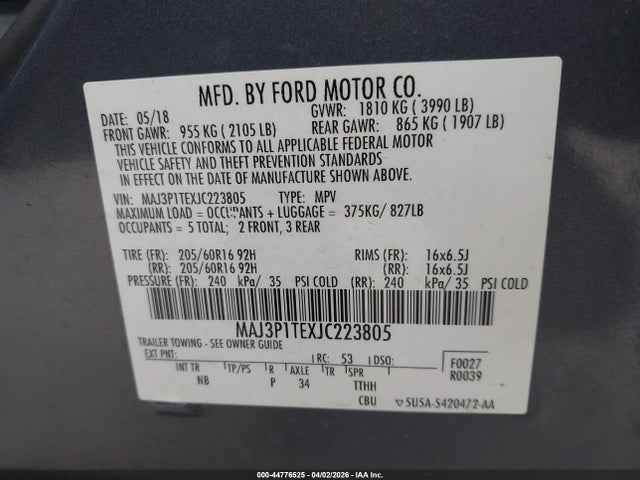 MFD. BY FORD MOTOR CO.
DATE: 05/18 GVWR: 1810 KG ( 3990 LB)
FRONT GAWR: 955 KG ( 2105 LB) REAR GAWR: 865 KG ( 1907 LB)
THIS VEHICLE CONFORMS TO ALL APPLICABLE FEDERAL MOTOR
VEHICLE SAFETY AND THEFT PREVENTION STANDARDS
IN EFFECT ON THE DATE OF MANUFACTURE SHOWN ABOVE.
VIN: MAJ3P1TEXJC223805 TYPE: MPV
MAXIMUM LOAD = OCCUPANTS + LUGGAGE = 375KG/ 827LB
OCCUPANTS = 5 TOTAL; 2 FRONT, 3 REAR
TIRE (FR): 205/60R16 92H RIMS (FR): 16x6.5J
(RR): 205/60R16 92H (RR): 16x6.5J
PRESSURE (FR): 240 kPa/ 35 PSI COLD (RR): 240 kPa/ 35 PSI COLD
MAJ3P1TEXJC223805
TRAILER TOWING - SEE OWNER GUIDE
EXT PNT: RC: 53 DSO: F0027
INT TR TP/PS R AXLE TR SPR R0039
NB P 34 TTHH
CBU 5U5A-5420472-AA
000-44776525 - 04/02/2026 - IAA Inc.